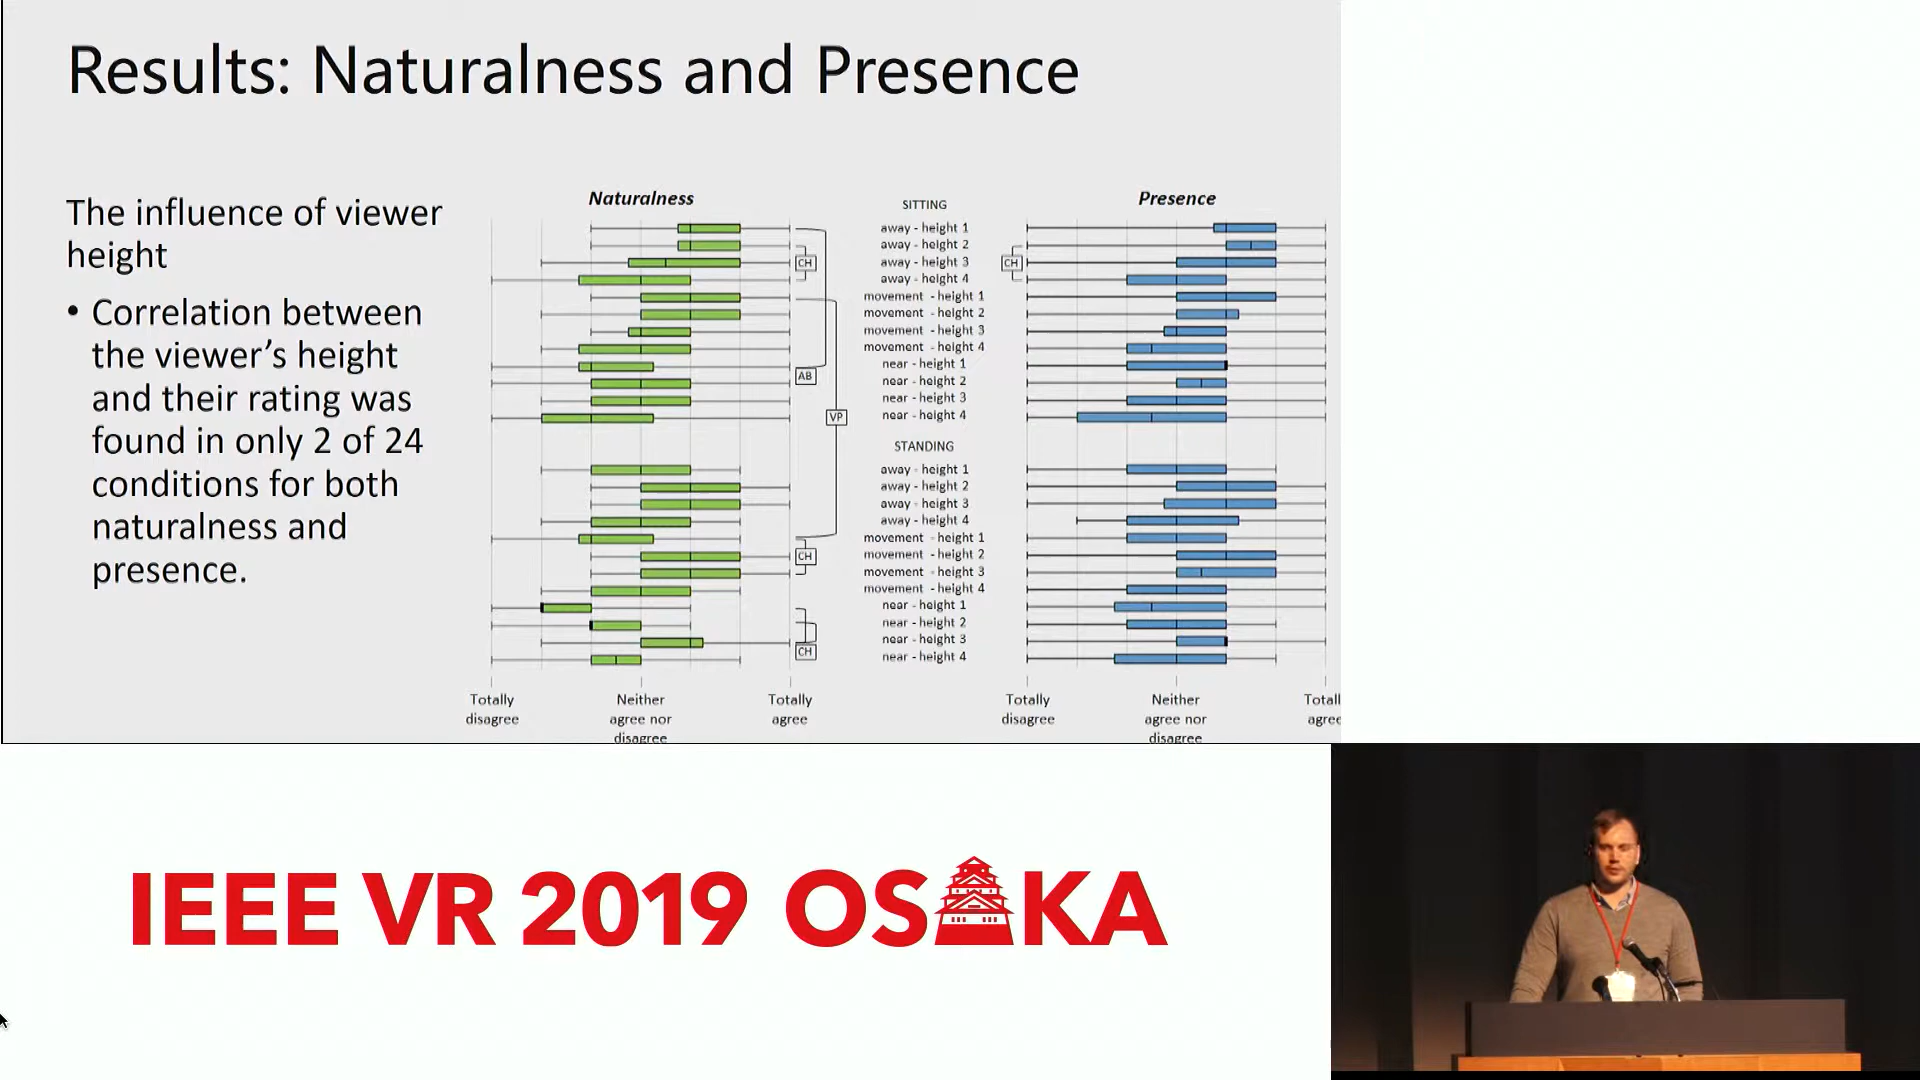 Results: Naturalness and Presence
The influence of viewer
height
• Correlation between
the viewer's height
and their rating was
found in only 2 of 24
conditions for both
naturalness and
presence.
Naturalness
SITTING
Presence
away - height 1
away - height 2
CH
away - height 3
CH
away - height 4
movement - height 1
movement - height 2
movement - height 3
movement - height 4
near - height 1
AB
near - height 2
near - height 3
VP
near - height 4
STANDING
away - height 1
away - height 2
away - height 3
away - height 4
movement - height 1
CH
movement - height 2
movement - height 3
movement - height 4
near - height 1
near - height 2
near - height 3
CH
near - height 4
Totally
disagree
Neither
agree nor
disagree
Totally
agree
Totally
disagree
Neither
agree nor
disagree
Totall
agre
IEEE VR 2019 OSAKA